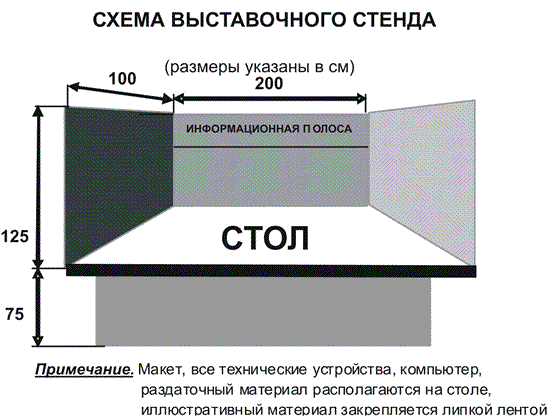 СХЕМА ВЫСТАВОЧНОГО СТЕНДА
(размеры указаны в см)
100
200
ИНФОРМАЦИОННАЯ ПОЛОСА
125
СТОЛ
75
Примечание. Макет, все технические устройства, компьютер,
раздаточный материал располагаются на столе,
иллюстративный материал закрепляется липкой лентой